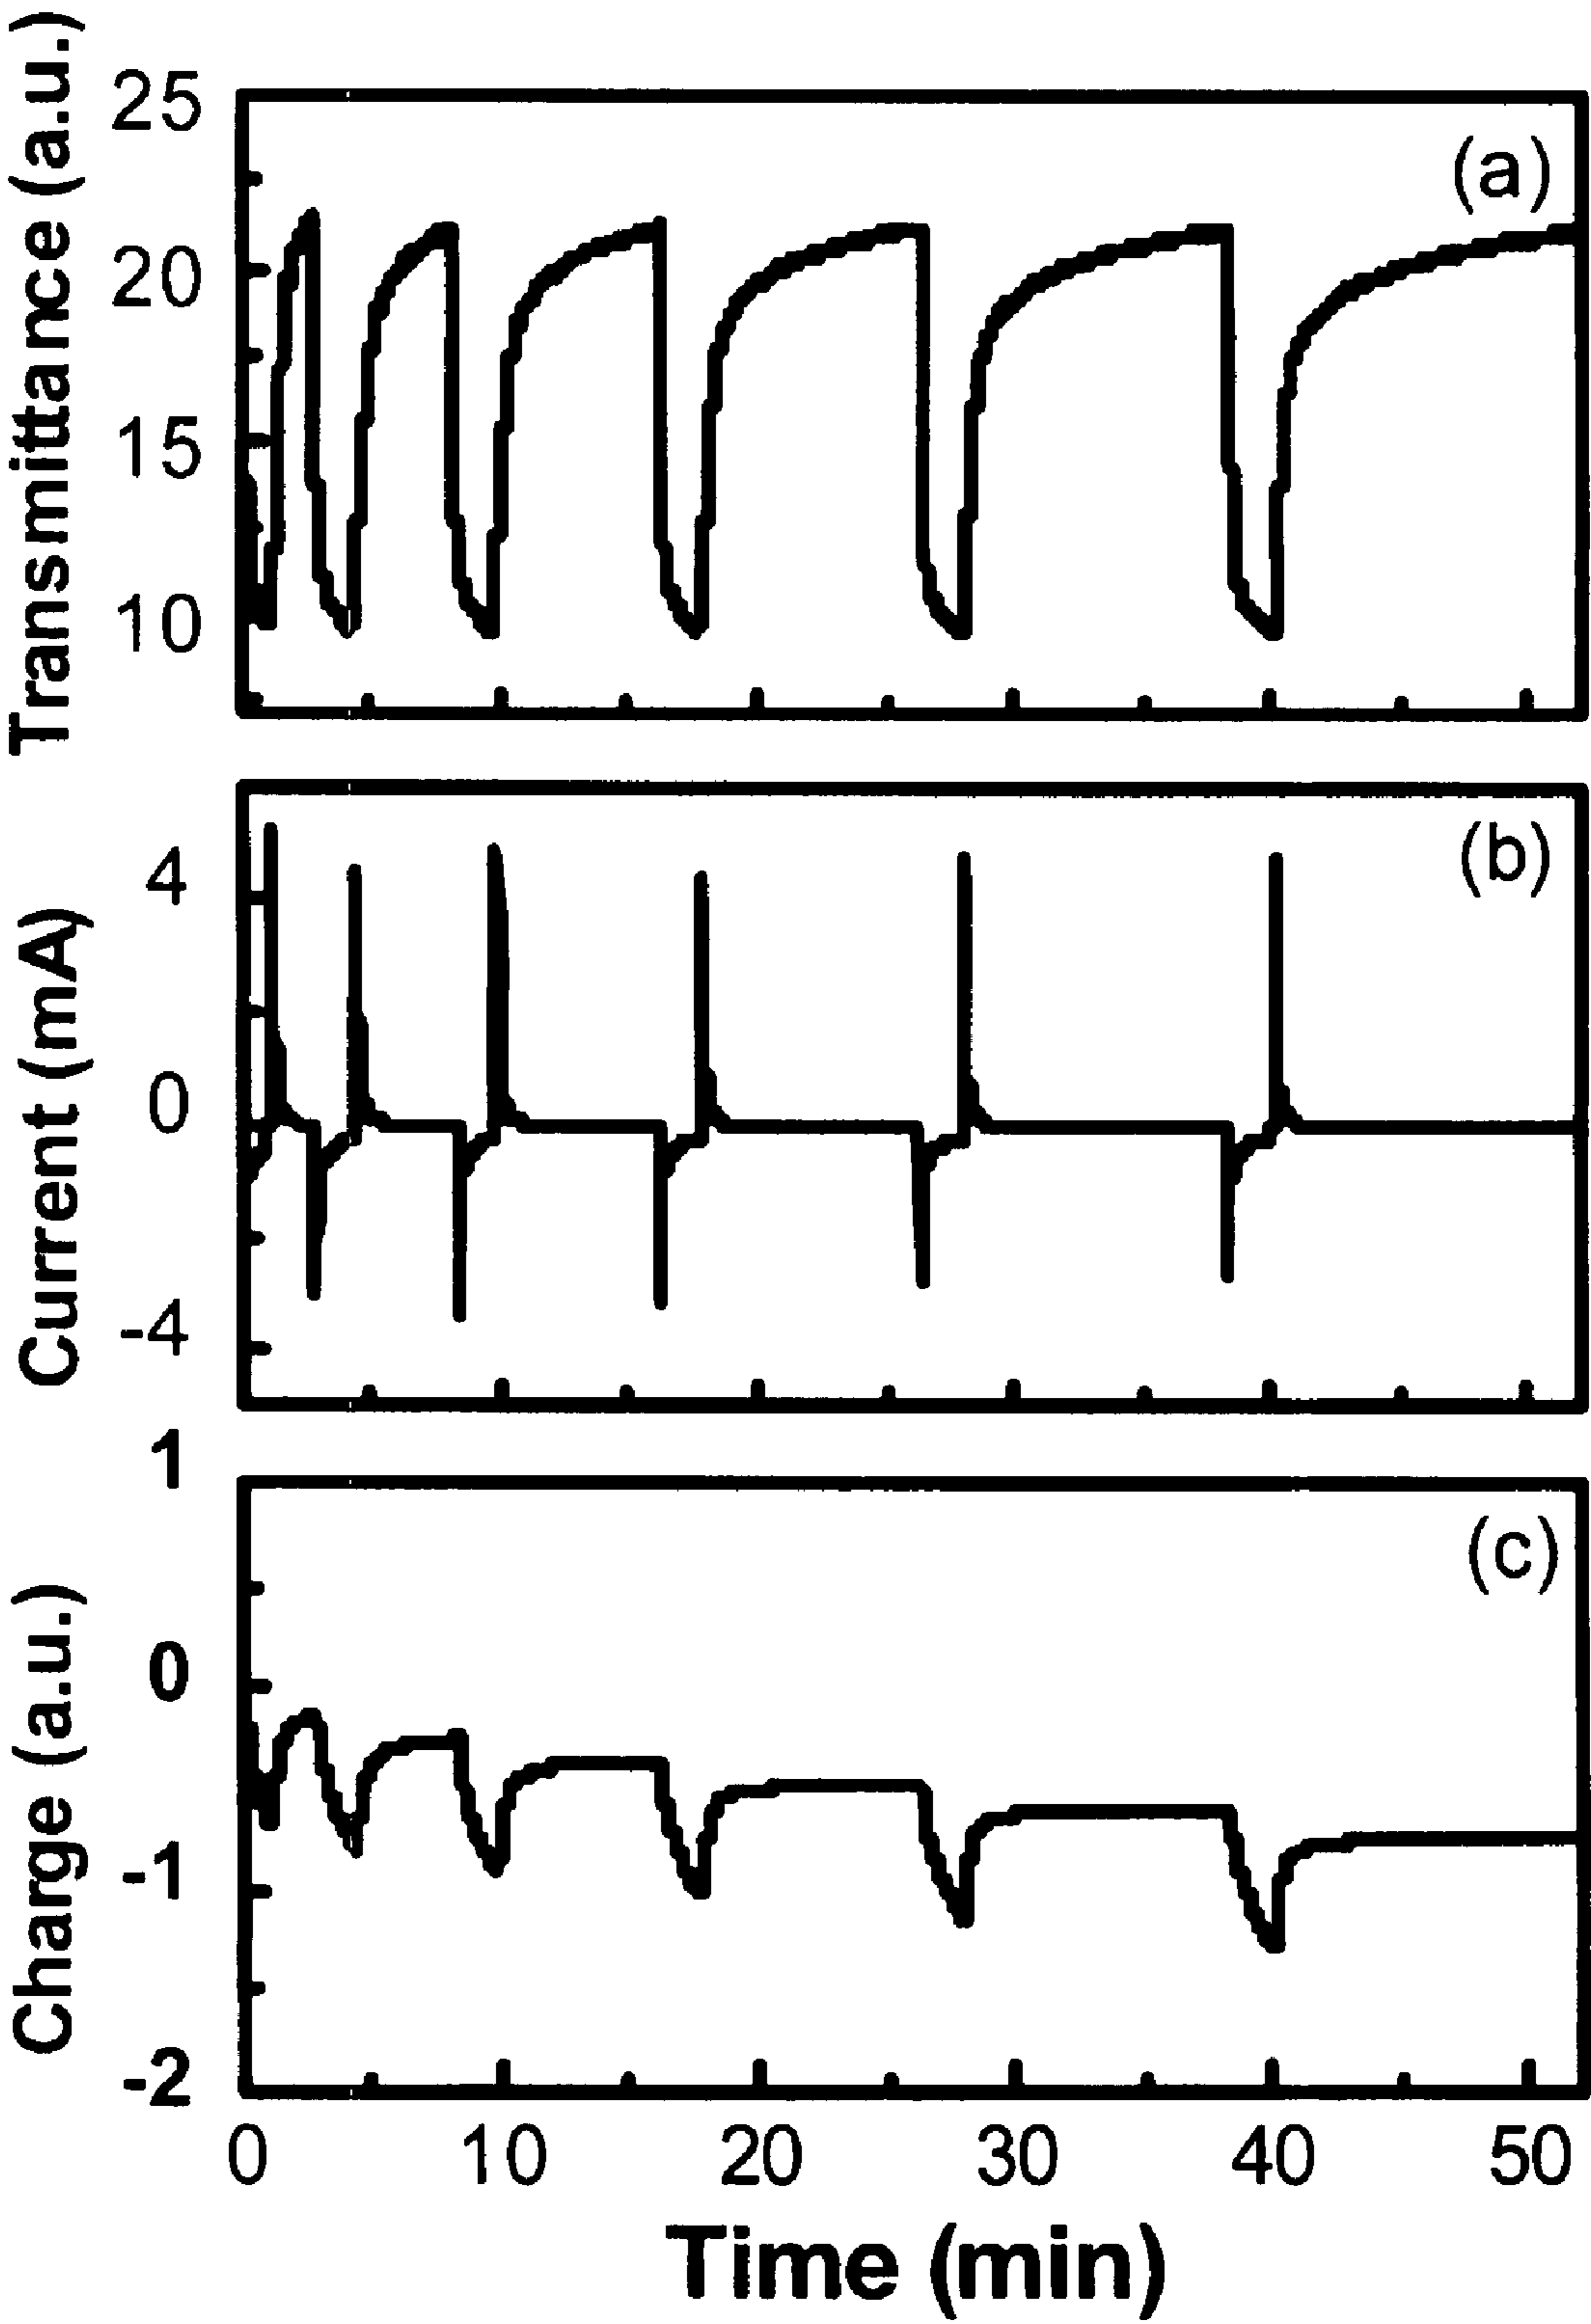 Transmittance (a.u.)
25
20
15
10
(a)
Current (mA)
4
0
-4
(b)
Charge (a.u.)
1
0
-1
-2
(c)
0 10 20 30 40 50
Time (min)